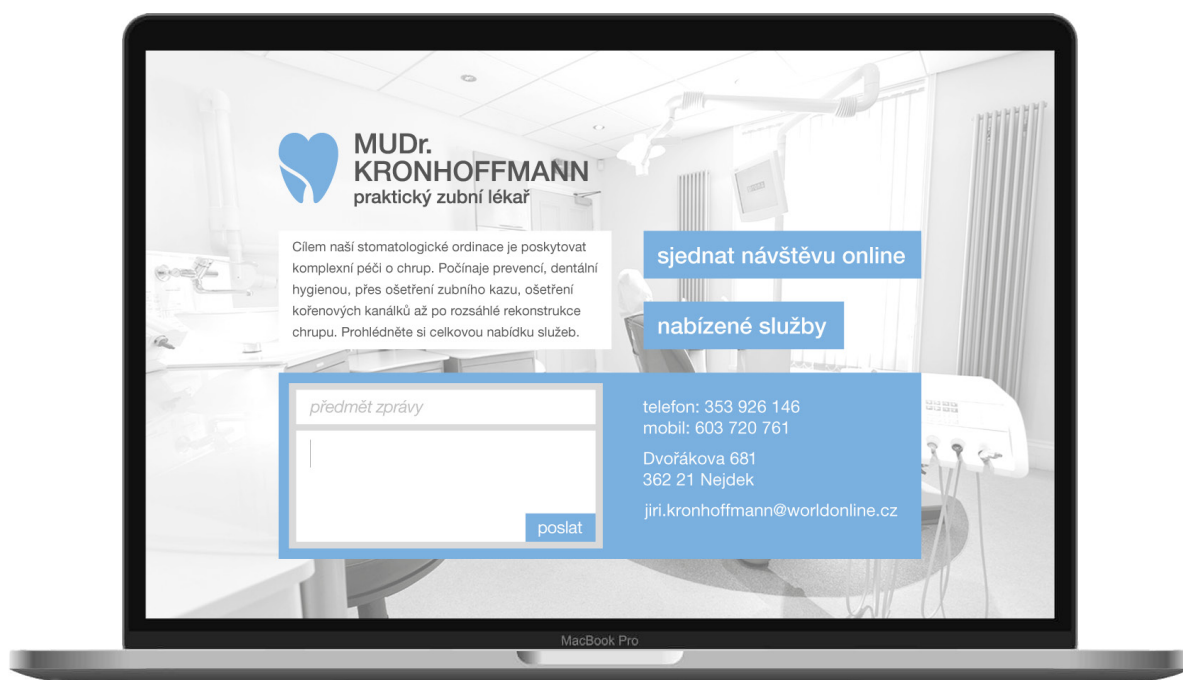 MUDr.
KRONHOFFMANN
praktický zubní lékař
Cílem naší stomatologické ordinace je poskytovat
komplexní péči o chrup. Počínaje prevencí, dentální
hygienou, přes ošetření zubního kazu, ošetření
kořenových kanálků až po rozsáhlé rekonstrukce
chrupu. Prohlédněte si celkovou nabídku služeb.
sjednat návštěvu online
nabízené služby
předmět zprávy
poslat
telefon: 353 926 146
mobil: 603 720 761
Dvořákova 681
362 21 Nejdek
jiri.kronhoffmann@worldonline.cz
MacBook Pro